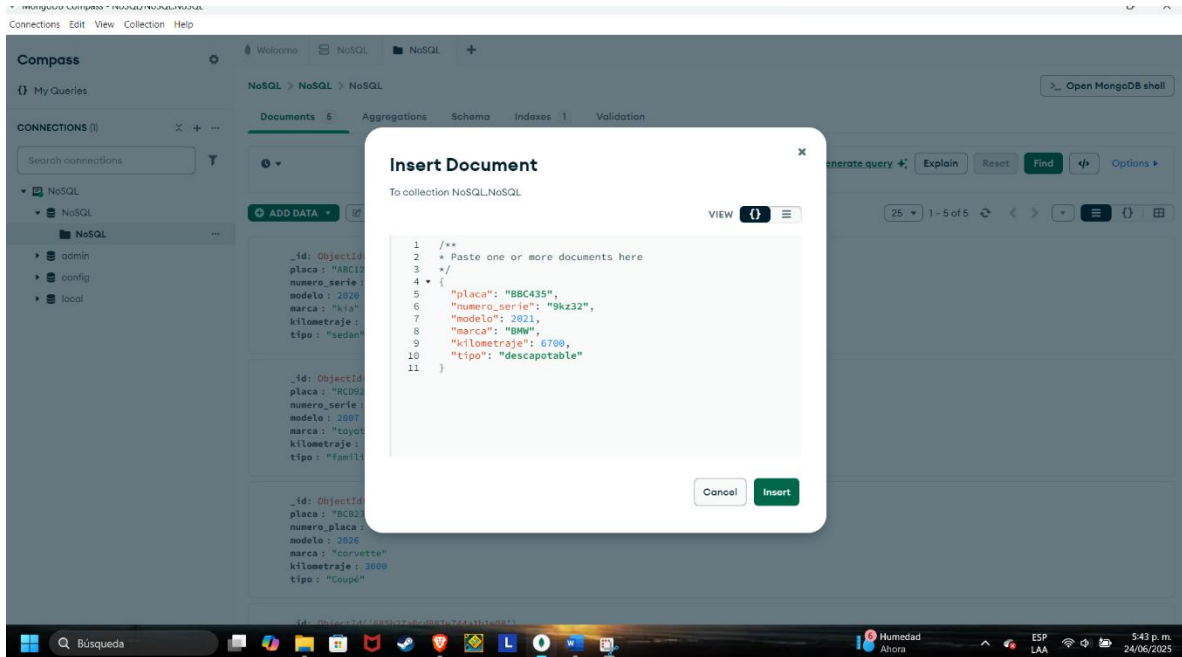 MongoDB Compass - NoSQL/NoSQL.NoSQL
Connections Edit View Collection Help
Compass
Welcome NoSQL NoSQL +
{} My Queries
NoSQL > NoSQL > NoSQL
>_ Open MongoDB shell
CONNECTIONS (1)
Documents 6 Aggregations Schema Indexes 1 Validation
Search connections
Insert Document
To collection NoSQL.NoSQL
enerate query Explain Reset Find </> Options
VIEW {}
NoSQL
NoSQL
NoSQL
admin
config
local
ADD DATA
25 1 - 5 of 5
1 /**
2 * Paste one or more documents here
3 */
4 {
5 "placa": "BBC435",
6 "numero_serie": "9kz32",
7 "modelo": 2021,
8 "marca": "BMW",
9 "kilometraje": 6700,
10 "tipo": "descapotable"
11 }
Cancel Insert
_id: ObjectId
placa : "ABC12
numero_serie :
modelo : 2020
marca : "kia"
kilometraje :
tipo : "sedan"
_id: ObjectId
placa : "RCD92
numero_serie :
modelo : 2007
marca : "toyot
kilometraje :
tipo : "famili
_id: ObjectId
placa : "BCB23
numero_placa :
modelo : 2026
marca : "corvette"
kilometraje : 3000
tipo : "Coupé"
Búsqueda
6 Humedad
Ahora
ESP
LAA
5:43 p. m.
24/06/2025